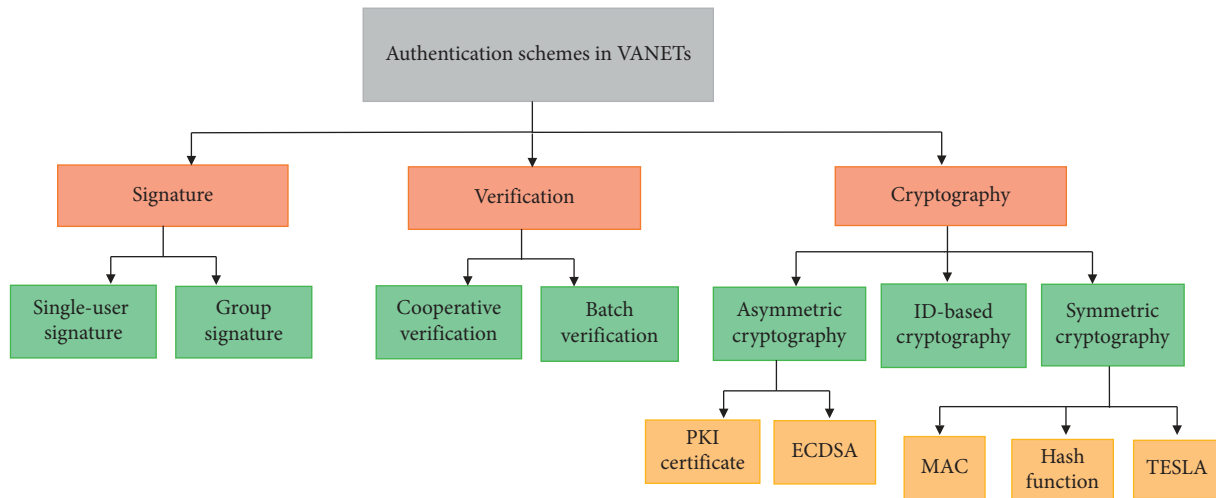 Authentication schemes in VANETs
Signature
Verification
Cryptography
Single-user
signature
Group
signature
Cooperative
verification
Batch
verification
Asymmetric
cryptography
ID-based
cryptography
Symmetric
cryptography
PKI
certificate
ECDSA
MAC
Hash
function
TESLA